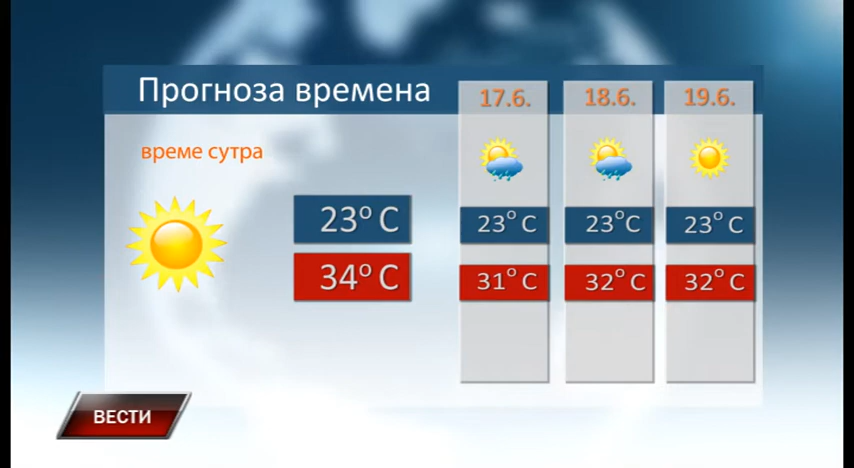 Прогноза времена
17.6.
18.6.
19.6.
време сутра
23° C
34° C
23° C
23°C
23° C
31° C
32° C
32° C
ВЕСТИ